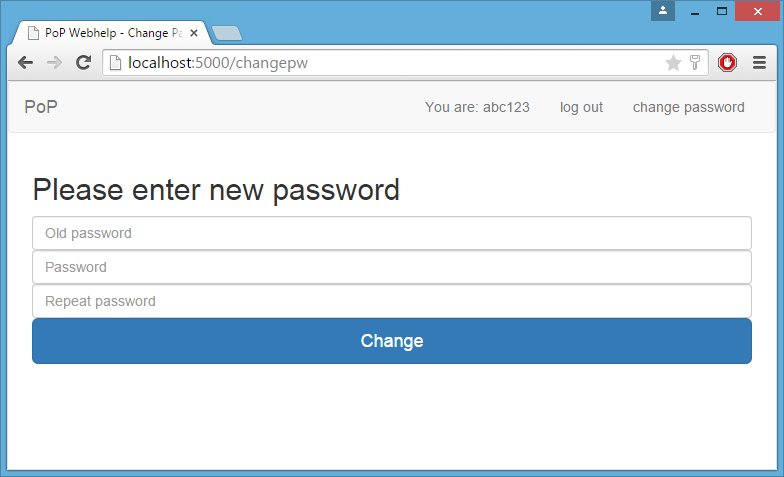 PoP Webhelp - Change Pa
localhost:5000/changepw
PoP You are: abc123 log out change password
Please enter new password
Old password
Password
Repeat password
Change